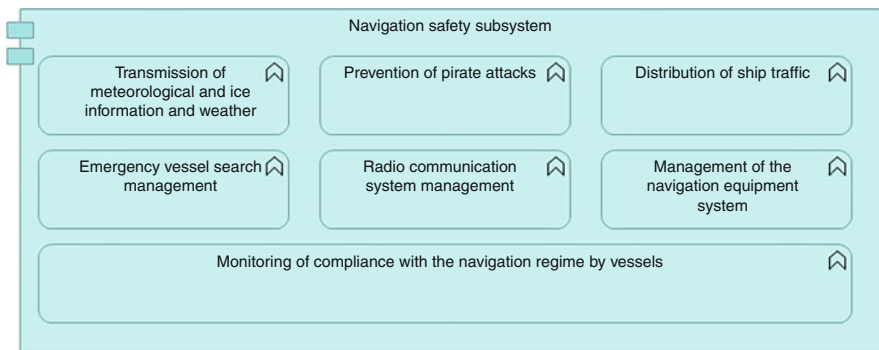 Navigation safety subsystem
Transmission of
meteorological and ice
information and weather
Prevention of pirate attacks
Distribution of ship traffic
Emergency vessel search
management
Radio communication
system management
Management of the
navigation equipment
system
Monitoring of compliance with the navigation regime by vessels